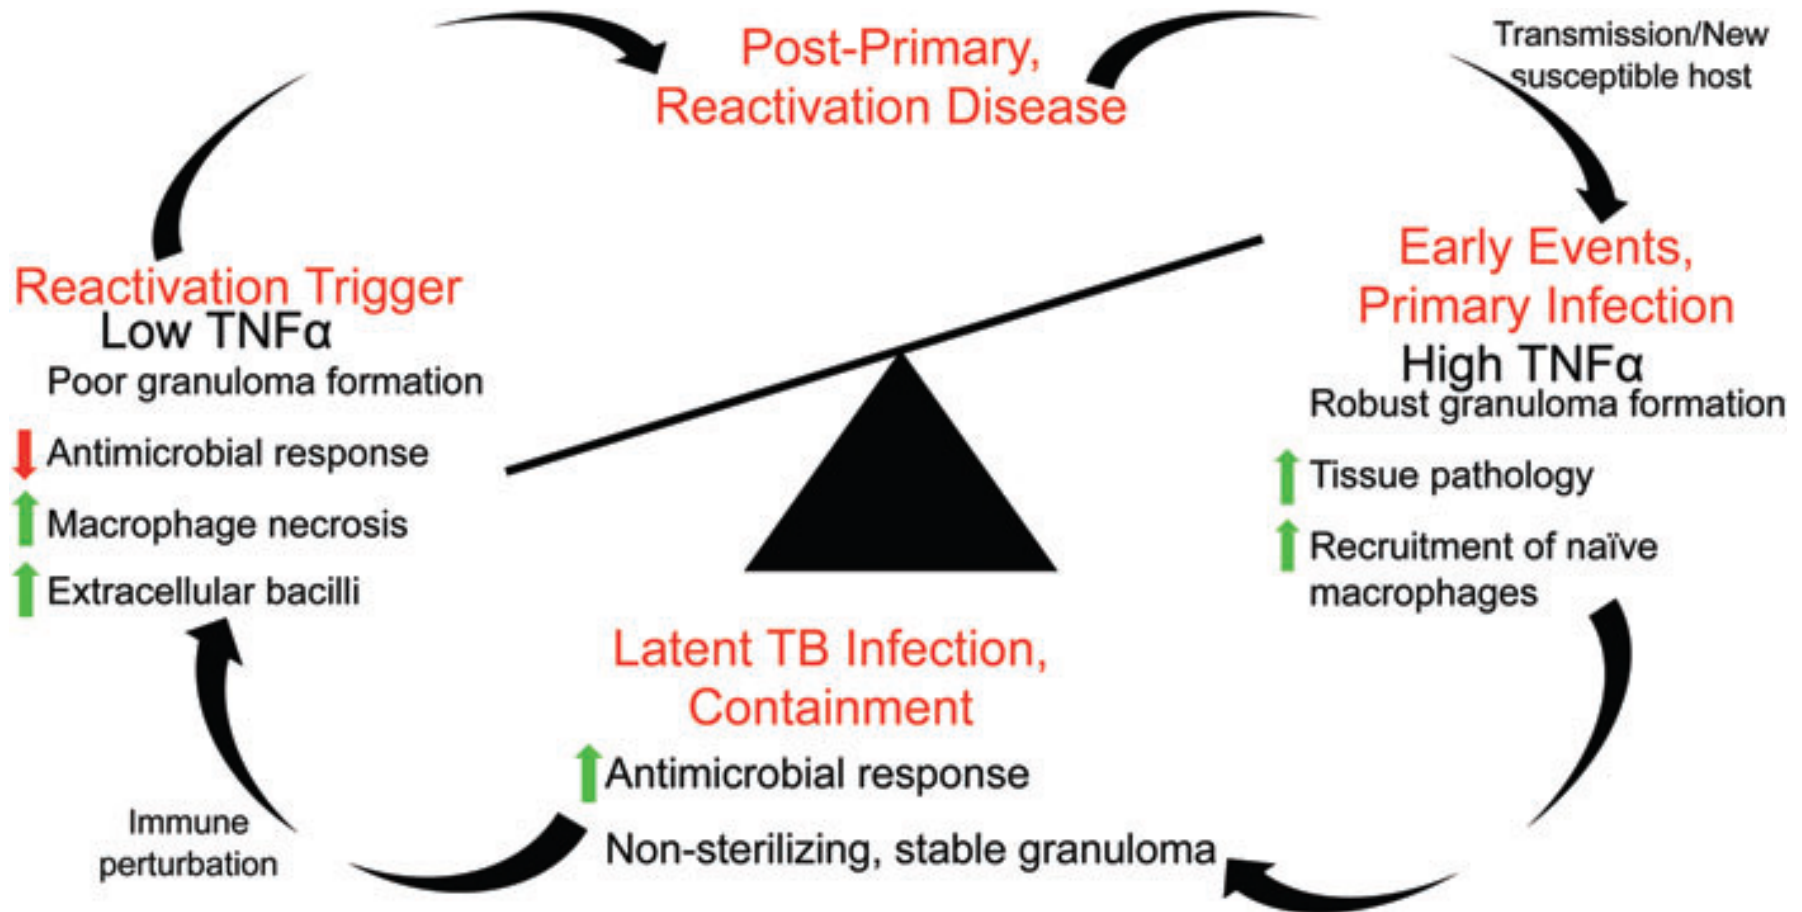 Post-Primary,
Reactivation Disease
Transmission/New
susceptible host
Early Events,
Primary Infection
High TNFα
Robust granuloma formation
Tissue pathology
Recruitment of naïve
macrophages
Latent TB Infection,
Containment
Antimicrobial response
Non-sterilizing, stable granuloma
Immune
perturbation
Reactivation Trigger
Low TNFα
Poor granuloma formation
Antimicrobial response
Macrophage necrosis
Extracellular bacilli